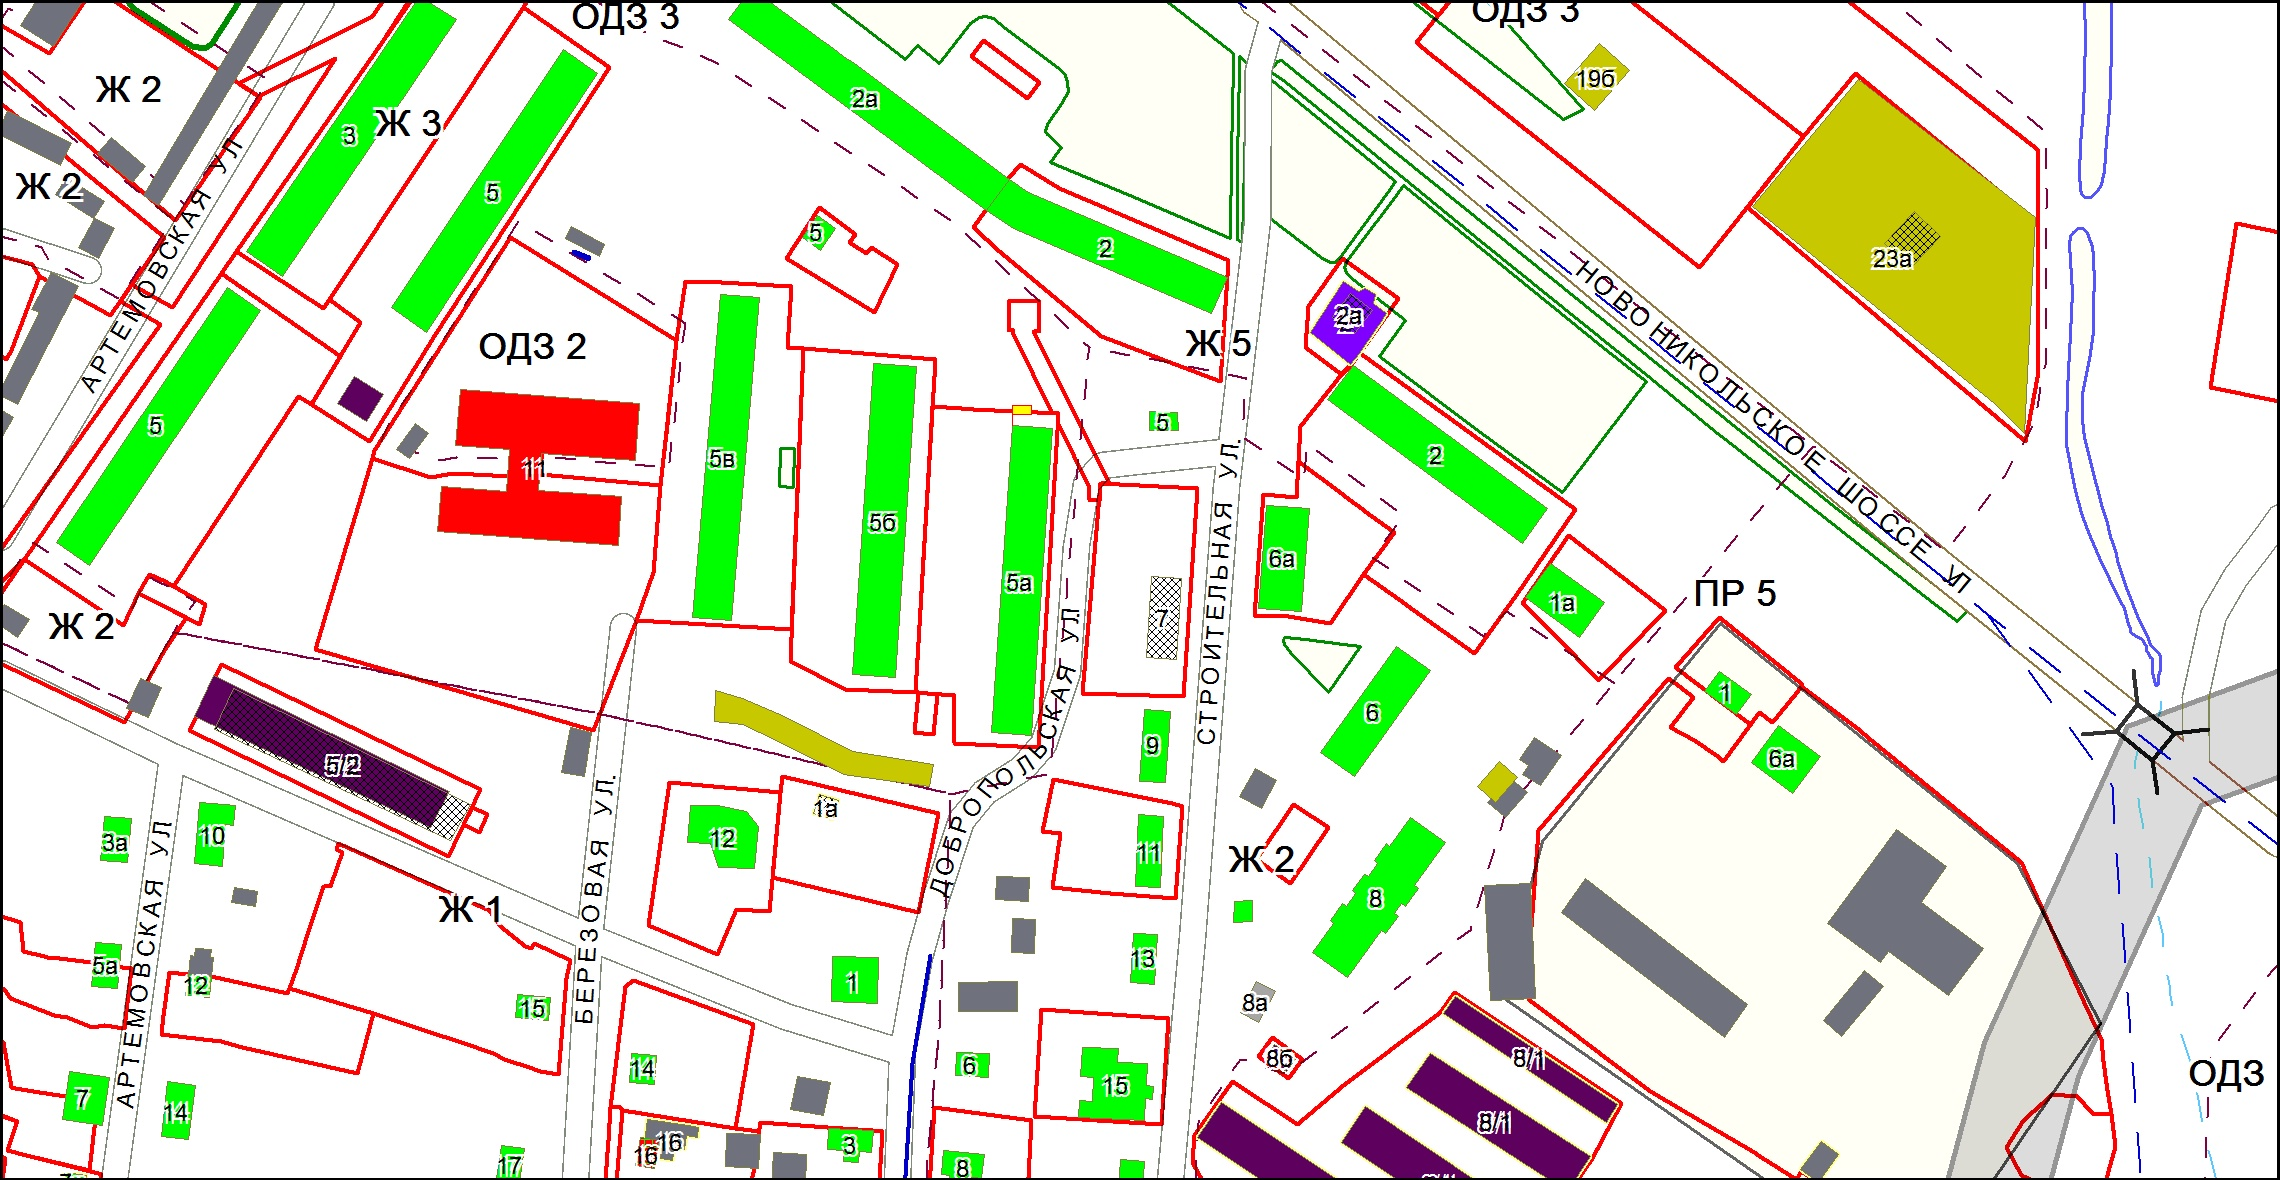 ОДЗ 3
ОДЗ 3
Ж 2
2а
19б
3
Ж 3
Ж 2
5
5
2
23а
АРТЕМОВСКАЯ УЛ
НОВОНИКОЛЬСКОЕ ШОССЕ УЛ
2а
ОДЗ 2
Ж 5
5
5
5в
11
2
5б
6а
5а
СТРОИТЕЛЬНАЯ УЛ.
7
1а
ПР 5
Ж 2
ДОБРОПОЛЬСКАЯ УЛ
1
6
9
6а
5/2
1а
10
3а
12
11
БЕРЕЗОВАЯ УЛ.
АРТЕМОВСКАЯ УЛ
Ж 2
8
Ж 1
5а
12
13
1
15
8а
8б
8/1
14
6
15
ОДЗ
7
14
8/1
16
16
3
17
8